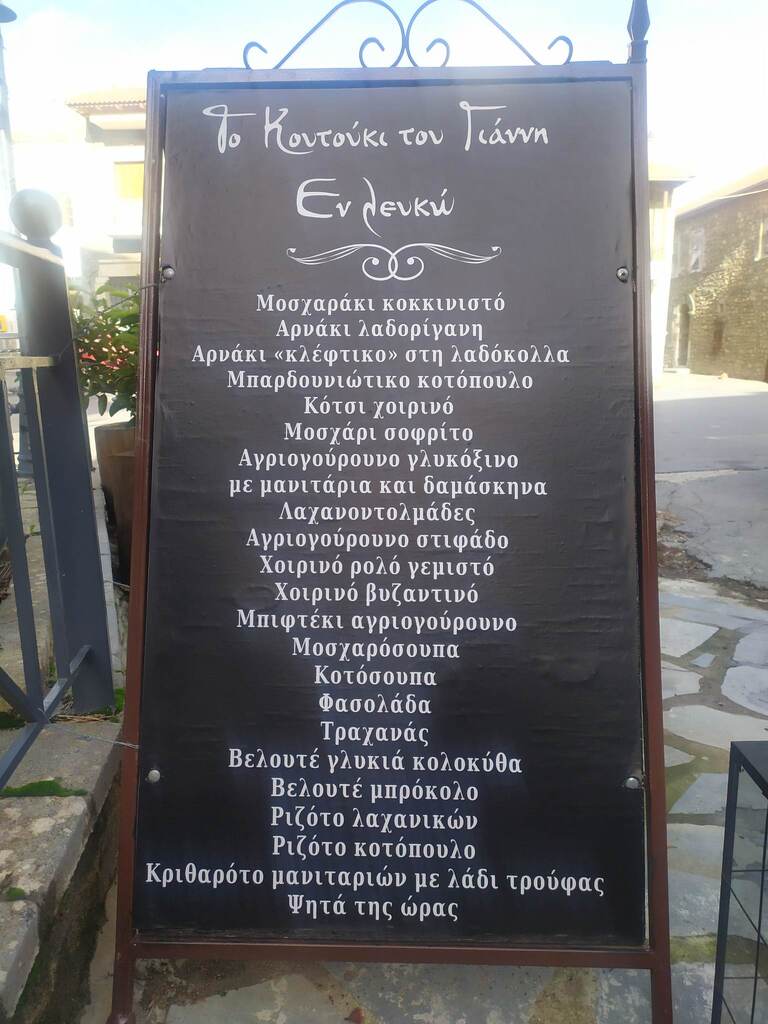 Το Κουτούκι του Γιάννη
Εν λευκώ
Μοσχαράκι κοκκινιστό
Αρνάκι λαδορίγανη
Αρνάκι «κλέφτικο» στη λαδόκολλα
Μπαρδουνιώτικο κοτόπουλο
Κότσι χοιρινό
Μοσχάρι σοφρίτο
Αγριογούρουνο γλυκόξινο
με μανιτάρια και δαμάσκηνα
Λαχανοντολμάδες
Αγριογούρουνο στιφάδο
Χοιρινό ρολό γεμιστό
Χοιρινό βυζαντινό
Μπιφτέκι αγριογούρουνο
Μοσχαρόσουπα
Κοτόσουπα
Φασολάδα
Τραχανάς
Βελουτέ γλυκιά κολοκύθα
Βελουτέ μπρόκολο
Ριζότο λαχανικών
Ριζότο κοτόπουλο
Κριθαρότο μανιταριών με λάδι τρούφας
Ψητά της ώρας